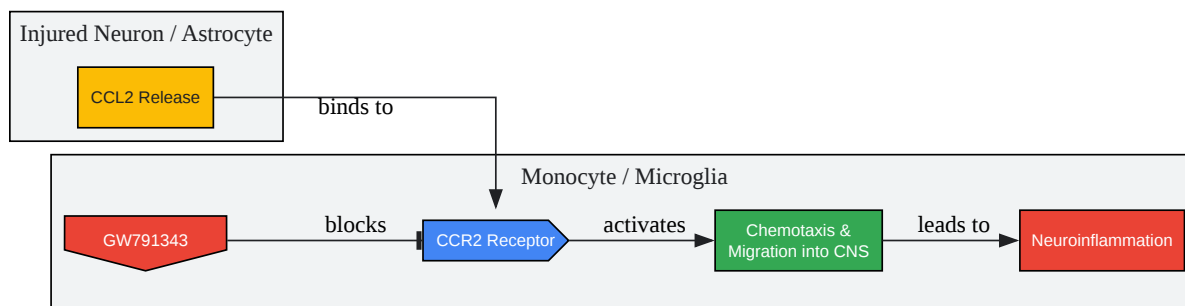 Injured Neuron / Astrocyte
CCL2 Release
binds to
Monocyte / Microglia
GW791343
blocks
CCR2 Receptor
activates
Chemotaxis &
Migration into CNS
leads to
Neuroinflammation